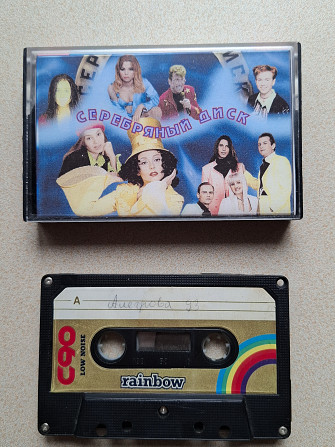 СЕРЕБРЯНЫЙ ДИСК
A
C90
LOW NOISE
rainbow